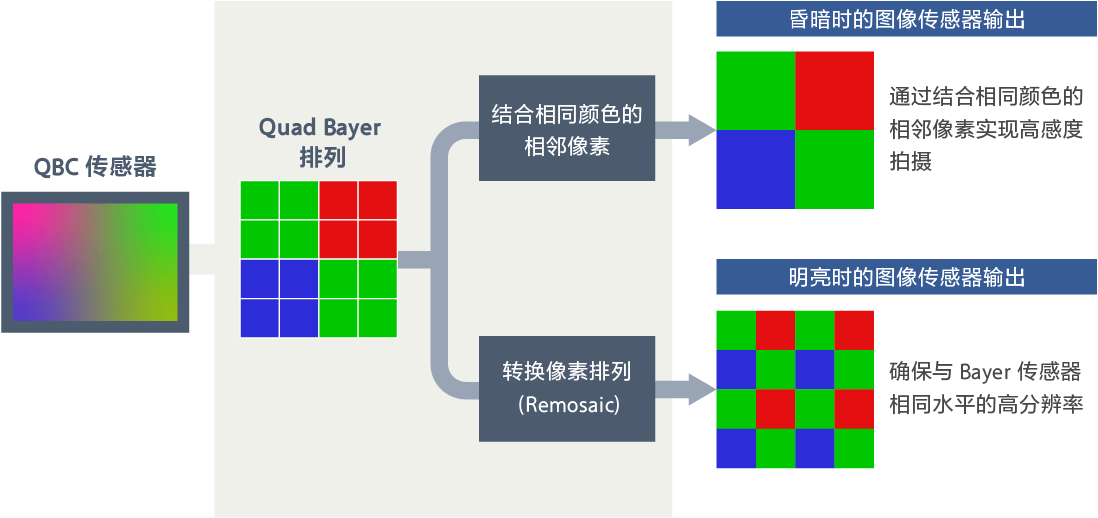 QBC 传感器
Quad Bayer
排列
结合相同颜色的
相邻像素
转换像素排列
(Remosaic)
昏暗时的图像传感器输出
通过结合相同颜色的
相邻像素实现高感度
拍摄
明亮时的图像传感器输出
确保与 Bayer 传感器
相同水平的高分辨率